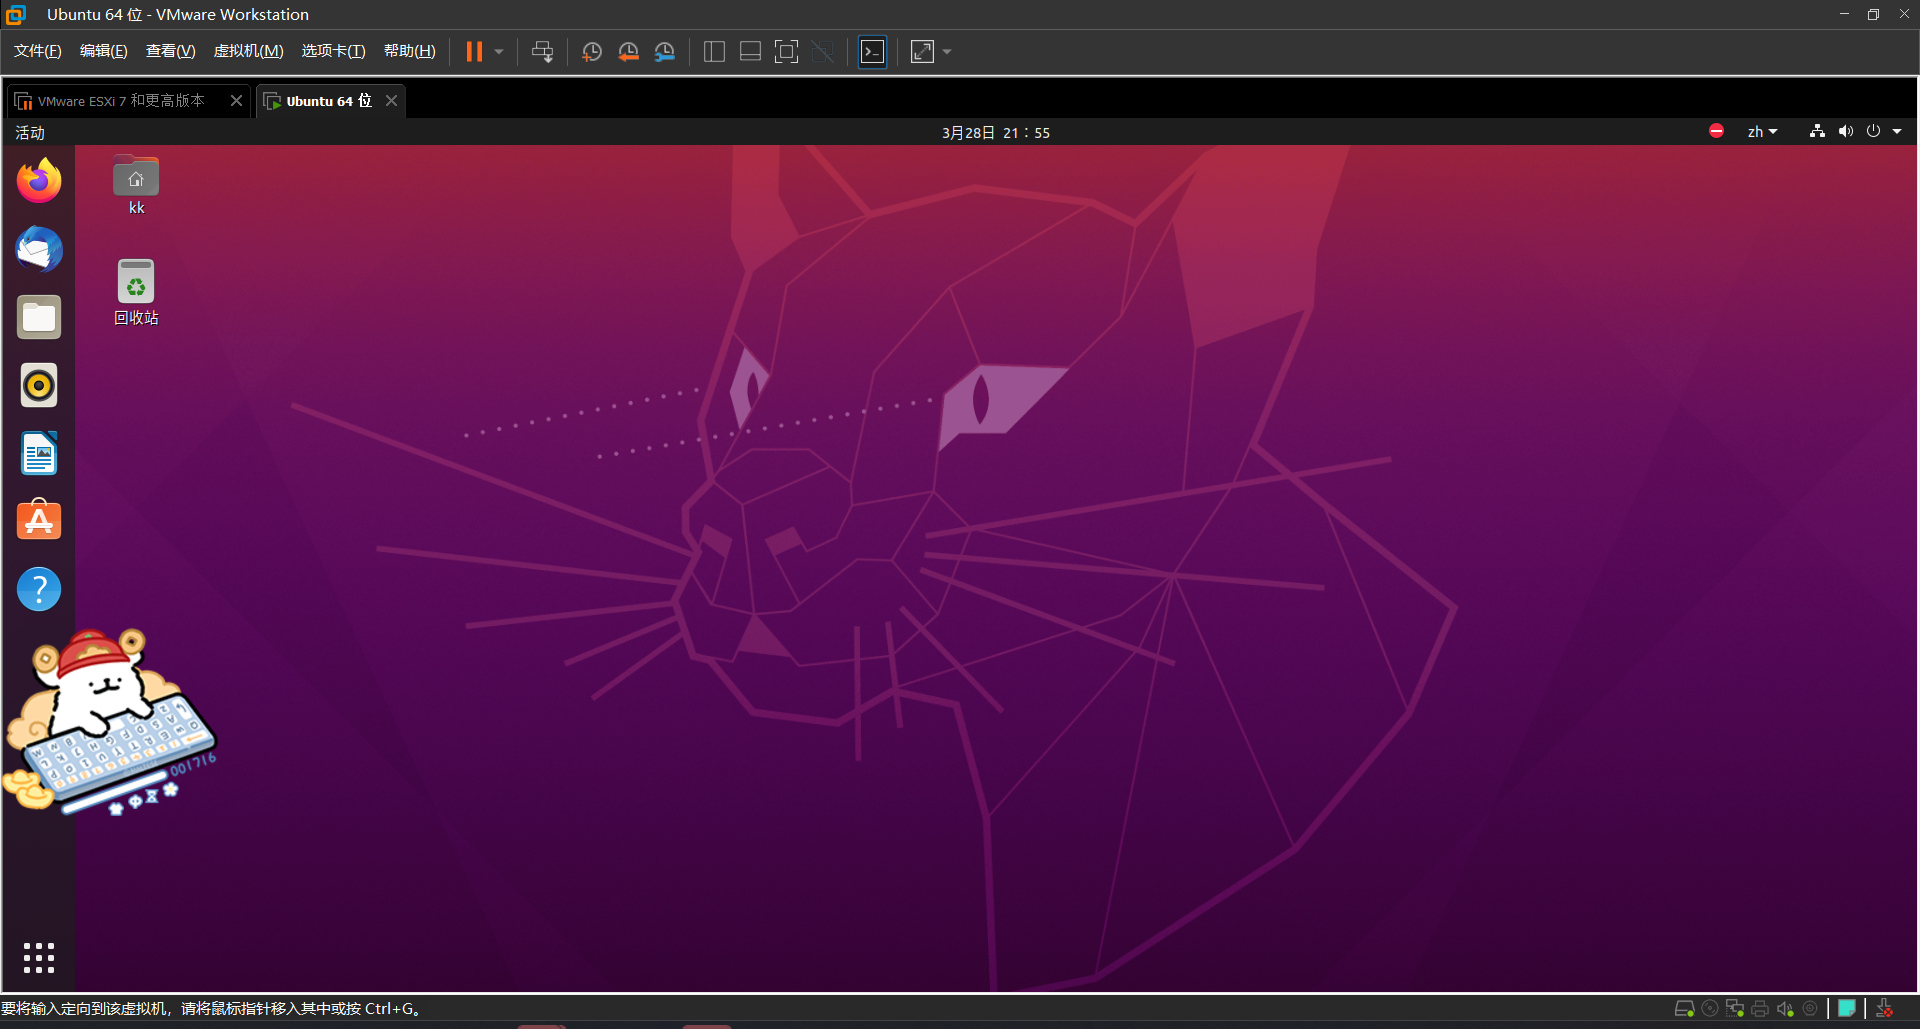 Ubuntu 64 位 - VMware Workstation
文件(F) 编辑(E) 查看(V) 虚拟机(M) 选项卡(T) 帮助(H)
VMware ESXi 7 和更高版本
Ubuntu 64 位
活动
3月28日 21：55
zh
kk
回收站
001716
要将输入定向到该虚拟机，请将鼠标指针移入其中或按 Ctrl+G。